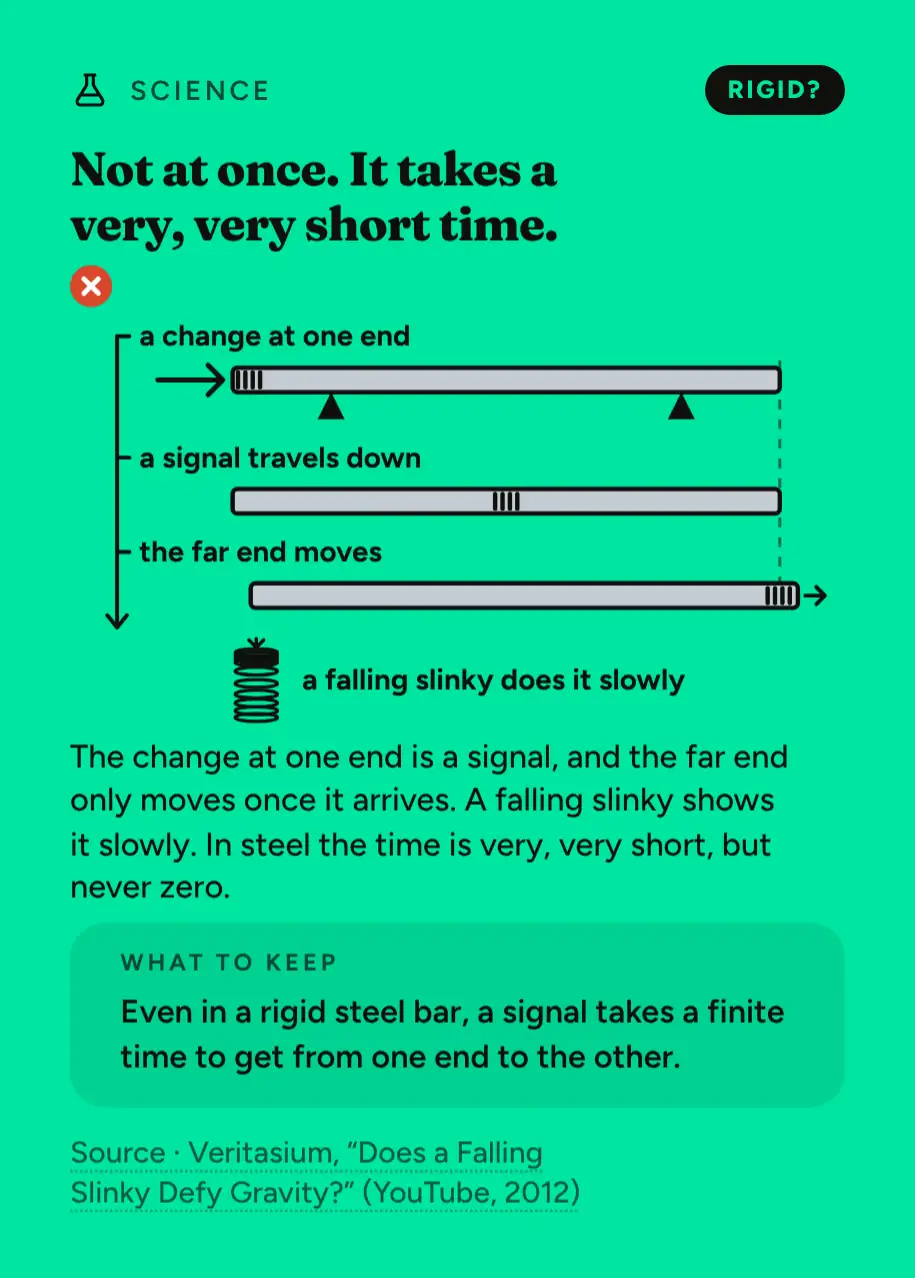 SCIENCE
RIGID?
Not at once. It takes a
very, very short time.
a change at one end
a signal travels down
the far end moves
a falling slinky does it slowly
The change at one end is a signal, and the far end
only moves once it arrives. A falling slinky shows
it slowly. In steel the time is very, very short, but
never zero.
WHAT TO KEEP
Even in a rigid steel bar, a signal takes a finite
time to get from one end to the other.
Source · Veritasium, “Does a Falling
Slinky Defy Gravity?” (YouTube, 2012)